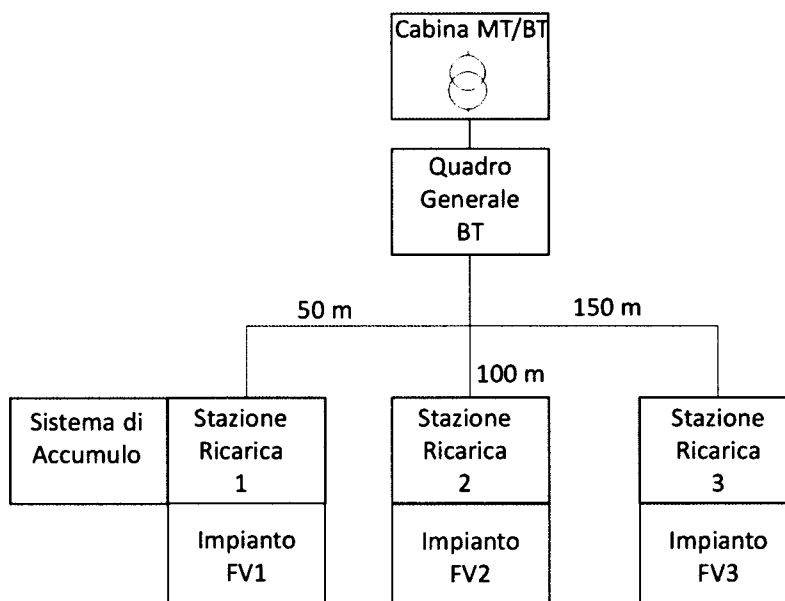 Cabina MT/BT
Quadro
Generale
BT
50 m
150 m
100 m
Sistema di
Accumulo
Stazione
Ricarica
1
Stazione
Ricarica
2
Stazione
Ricarica
3
Impianto
FV1
Impianto
FV2
Impianto
FV3